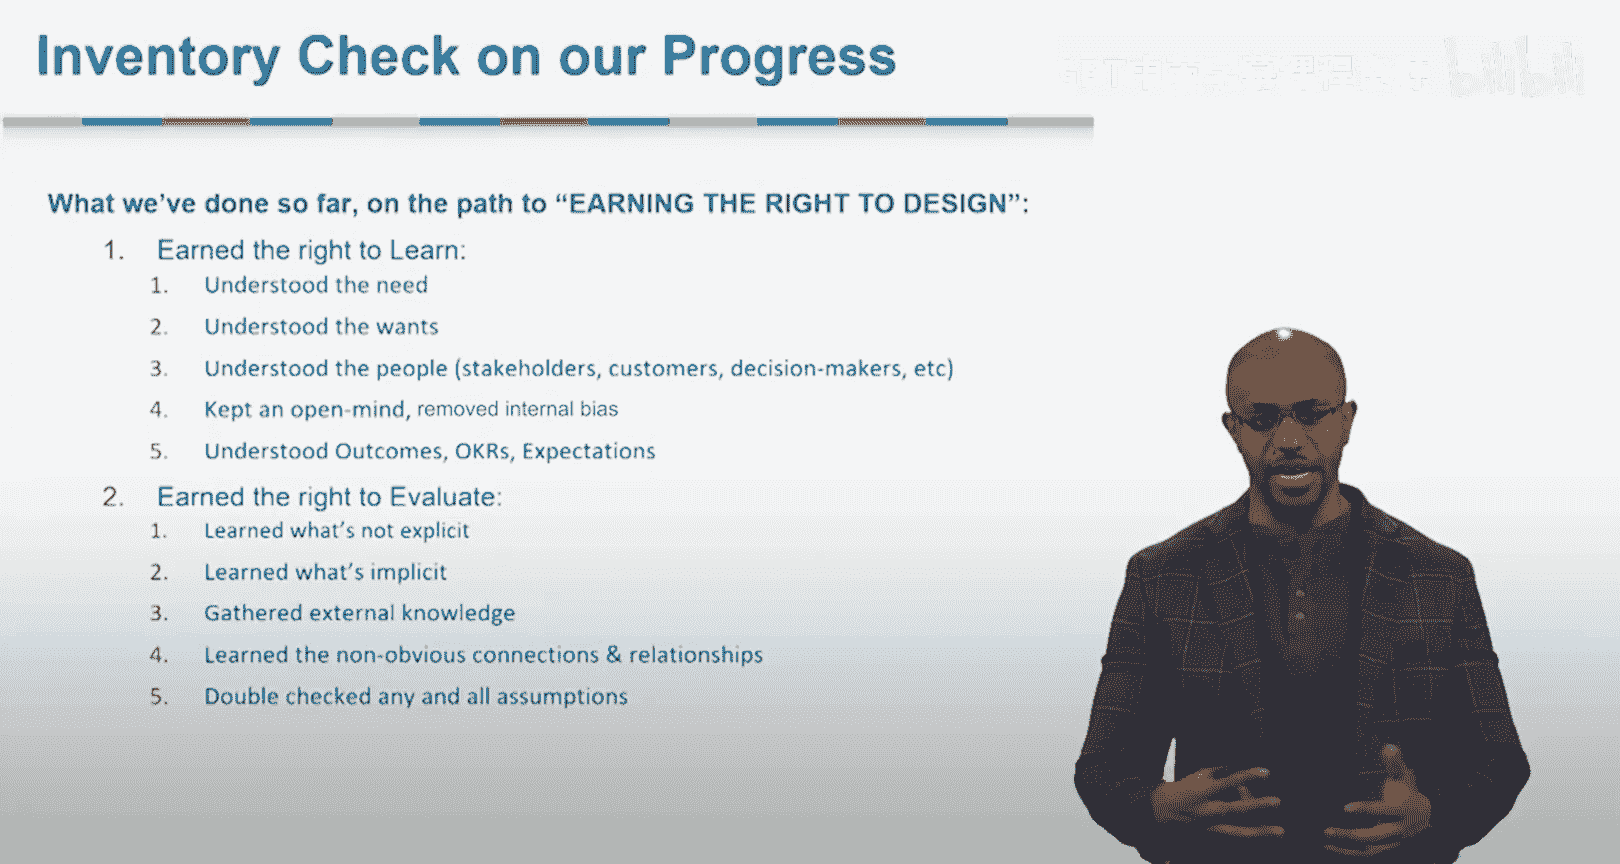 Inventory Check on our Progress
bilibili
What we've done so far, on the path to “EARNING THE RIGHT TO DESIGN”:
1. Earned the right to Learn:
1. Understood the need
2. Understood the wants
3. Understood the people (stakeholders, customers, decision-makers, etc)
4. Kept an open-mind, removed internal bias
5. Understood Outcomes, OKRs, Expectations
2. Earned the right to Evaluate:
1. Learned what's not explicit
2. Learned what's implicit
3. Gathered external knowledge
4. Learned the non-obvious connections & relationships
5. Double checked any and all assumptions